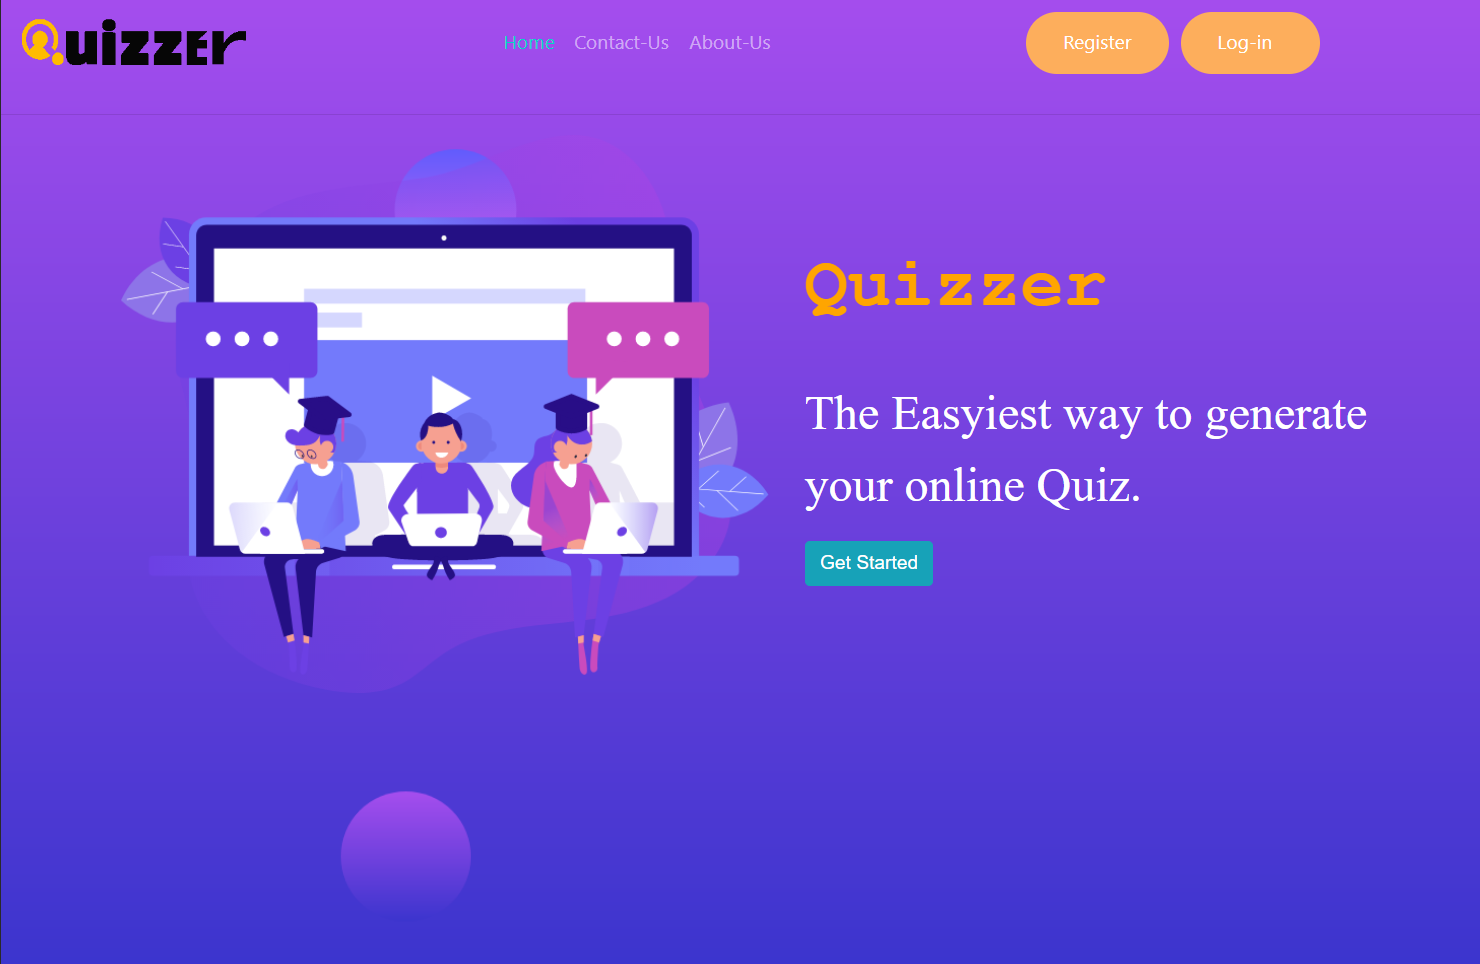 Quizzer Home Contact-Us About-Us Register Log-in
Quizzer
The Easyiest way to generate
your online Quiz.
Get Started